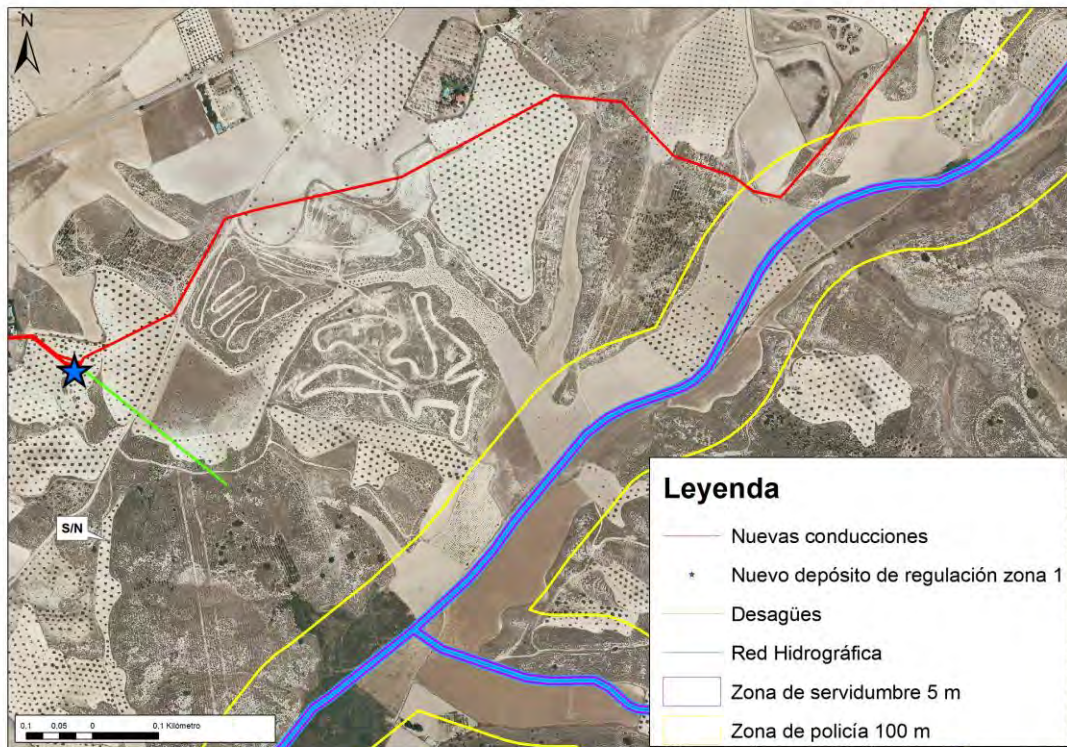 N
S/N
Leyenda
Nuevas conducciones
Nuevo depósito de regulación zona 1
Desagües
Red Hidrográfica
Zona de servidumbre 5 m
Zona de policía 100 m
0,1 0,05 0 0,1 Kilómetro